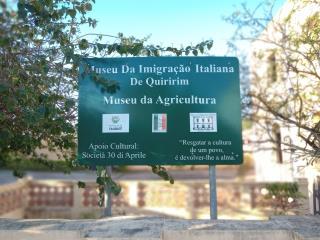 Museu Da Imigração Italiana
De Quiririm
Museu da Agricultura
Apoio Cultural:
Societá 30 di Aprile
"Resgatar a cultura
de um povo,
é devolver-lhe a alma."